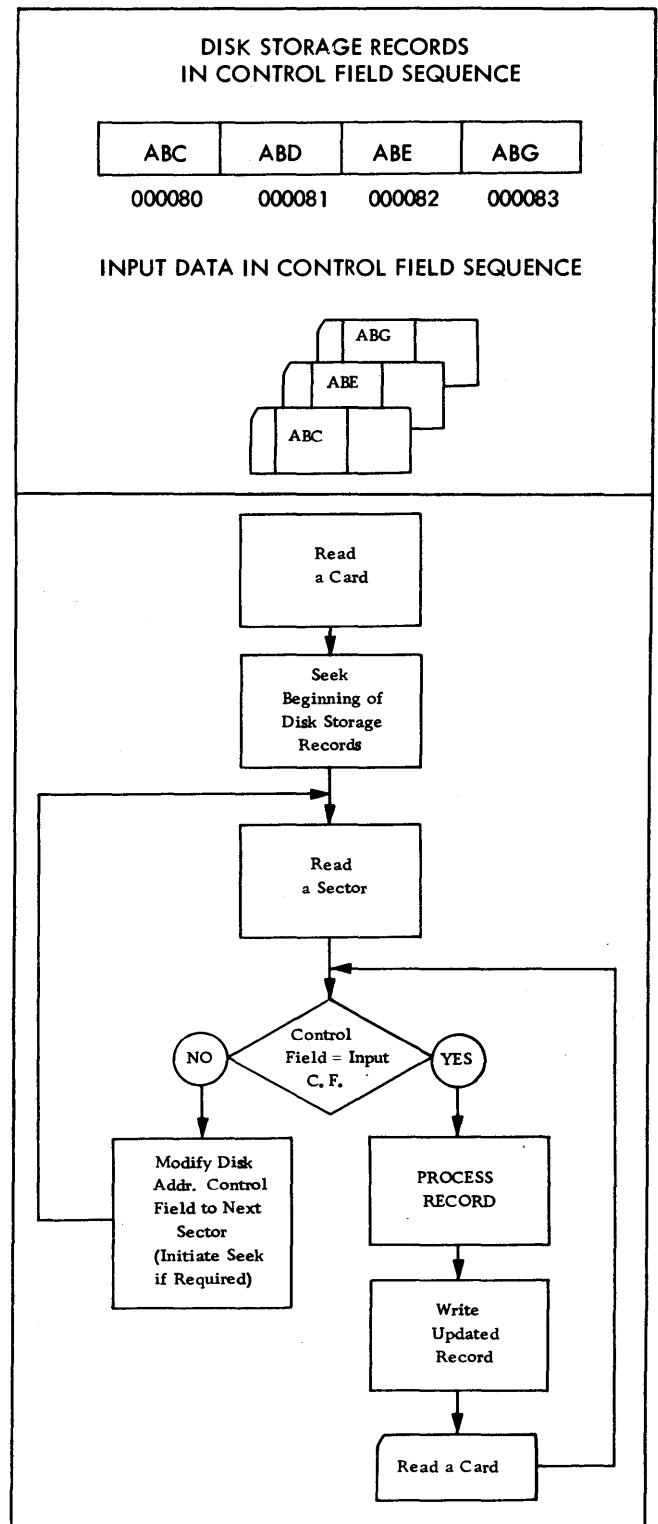 DISK STORAGE RECORDS
IN CONTROL FIELD SEQUENCE
ABC ABD ABE ABG
000080 000081 000082 000083
INPUT DATA IN CONTROL FIELD SEQUENCE
ABG
ABE
ABC
Read
a Card
Seek
Beginning of
Disk Storage
Records
Read
a Sector
Control
Field = Input
C. F.
NO
YES
Modify Disk
Addr. Control
Field to Next
Sector
(Initiate Seek
if Required)
PROCESS
RECORD
Write
Updated
Record
Read a Card